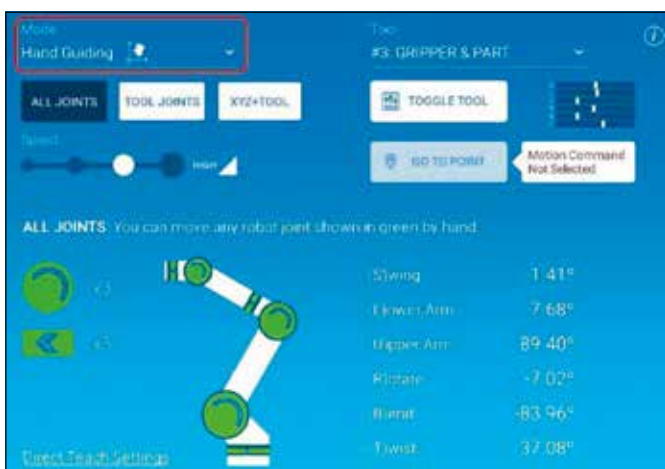 Mode
Hand Guiding
#3: GRIPPER & PART
ALL JOINTS
TOOL JOINTS
XYZ+TOOL
TOGGLE TOOL
Speed
HIGH
GO TO POINT
Motion Command
Not Selected
ALL JOINTS You can move any robot joint shown in green by hand
x3
x3
Swing
1.41°
Lower Arm
7.68°
Upper Arm
89.40°
Rotate
-7.02°
Bend
-83.96°
Twist
37.08°
Direct Teach Settings